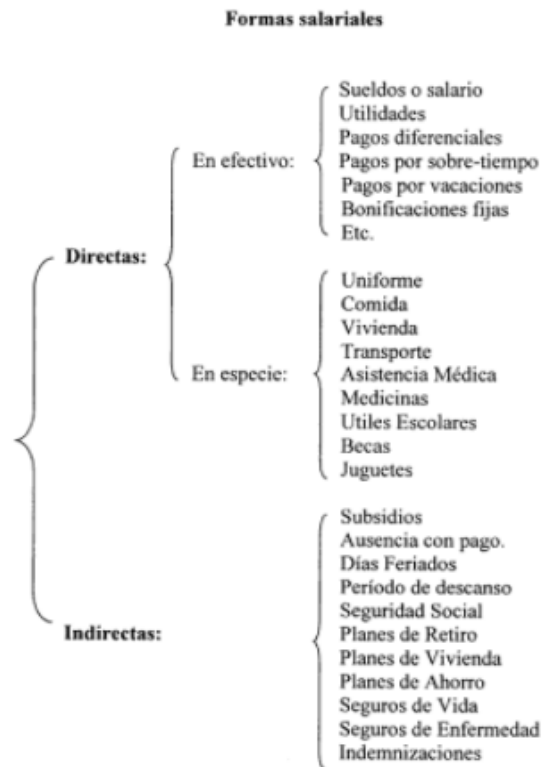 Formas salariales
Directas:
En efectivo:
Sueldos o salario
Utilidades
Pagos diferenciales
Pagos por sobre-tiempo
Pagos por vacaciones
Bonificaciones fijas
Etc.
En especie:
Uniforme
Comida
Vivienda
Transporte
Asistencia Médica
Medicinas
Utiles Escolares
Becas
Juguetes
Indirectas:
Subsidios
Ausencia con pago.
Días Feriados
Período de descanso
Seguridad Social
Planes de Retiro
Planes de Vivienda
Planes de Ahorro
Seguros de Vida
Seguros de Enfermedad
Indemnizaciones